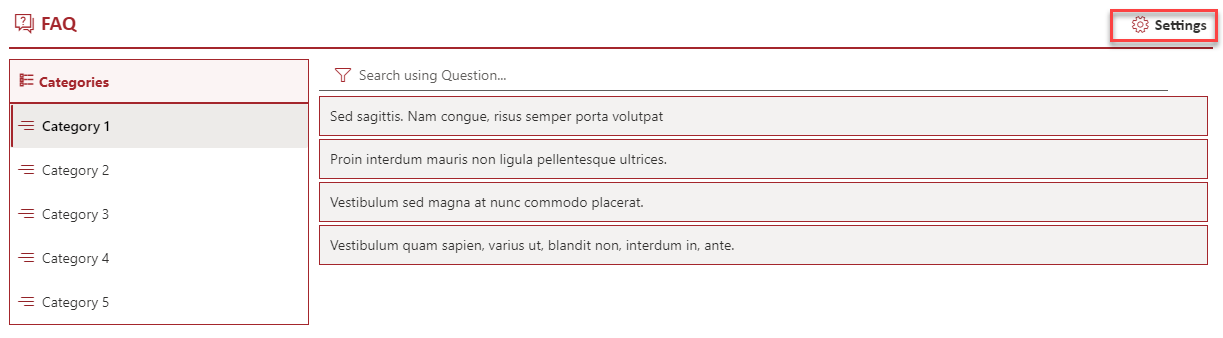 FAQ
Settings
Categories
Category 1
Category 2
Category 3
Category 4
Category 5
Search using Question...
Sed sagittis. Nam congue, risus semper porta volutpat
Proin interdum mauris non ligula pellentesque ultrices.
Vestibulum sed magna at nunc commodo placerat.
Vestibulum quam sapien, varius ut, blandit non, interdum in, ante.